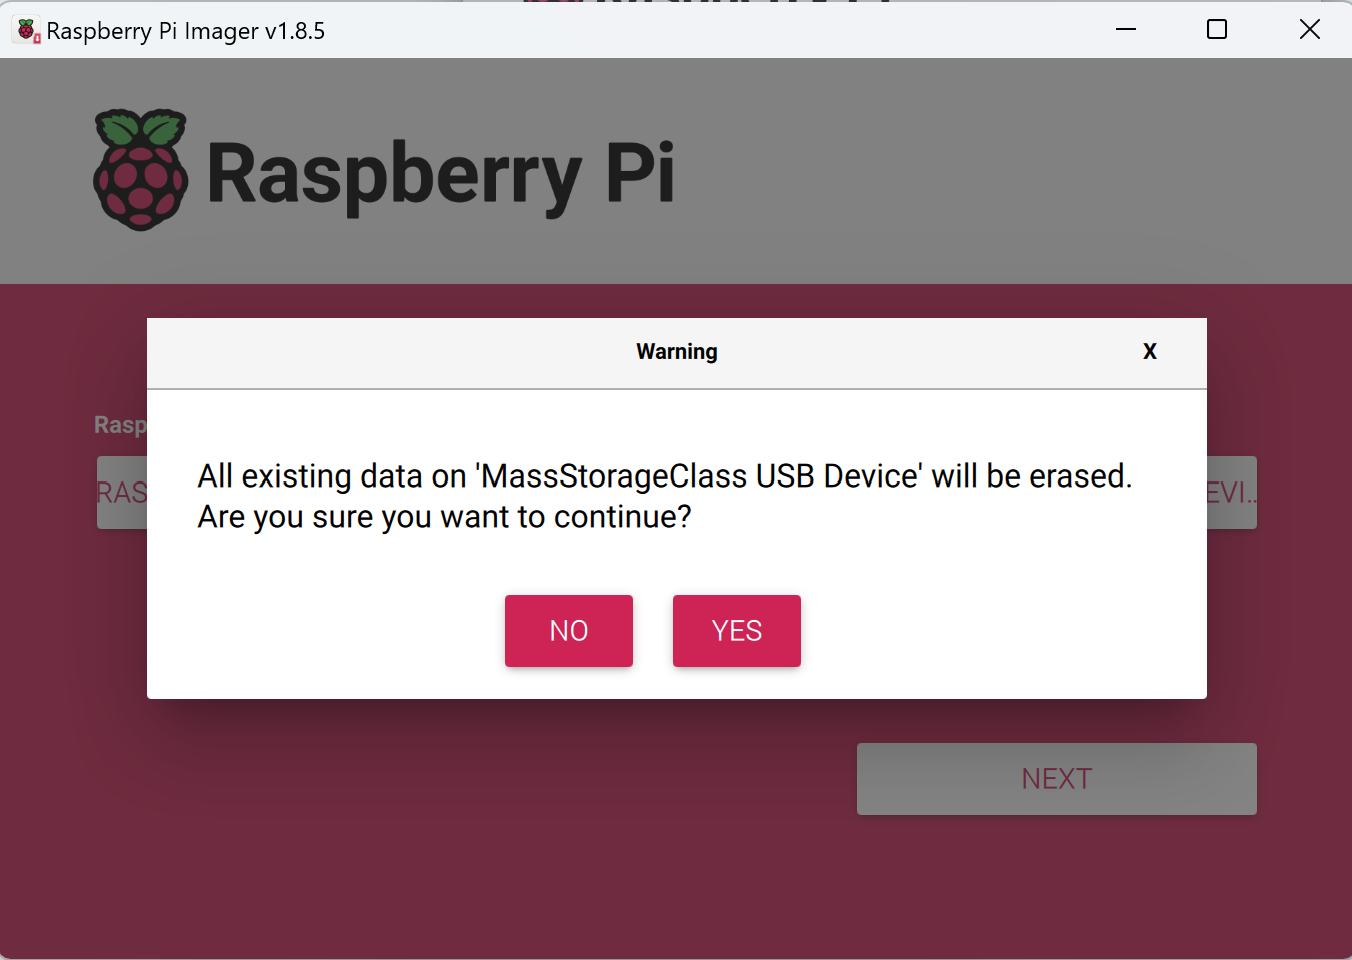 Raspberry Pi Imager v1.8.5
Raspberry Pi
Warning
X
Rasp
All existing data on 'MassStorageClass USB Device' will be erased.
Are you sure you want to continue?
RAS
EVI...
NO
YES
NEXT